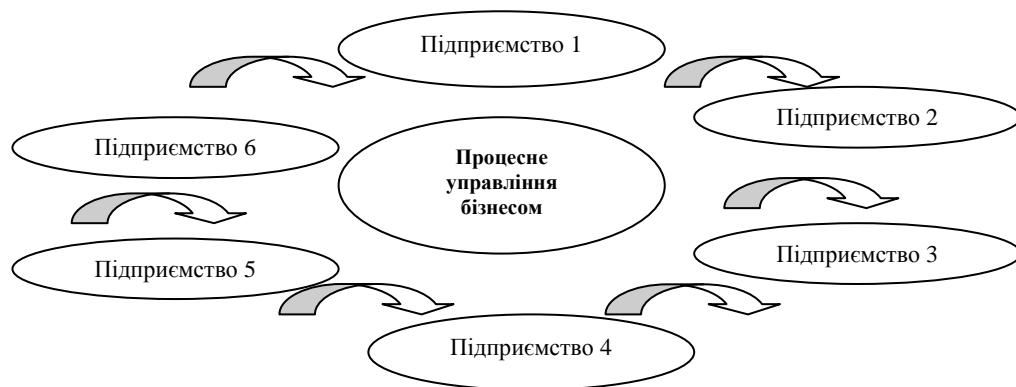 Підприємство 1
Підприємство 2
Підприємство 6
Процесне
управління
бізнесом
Підприємство 3
Підприємство 5
Підприємство 4